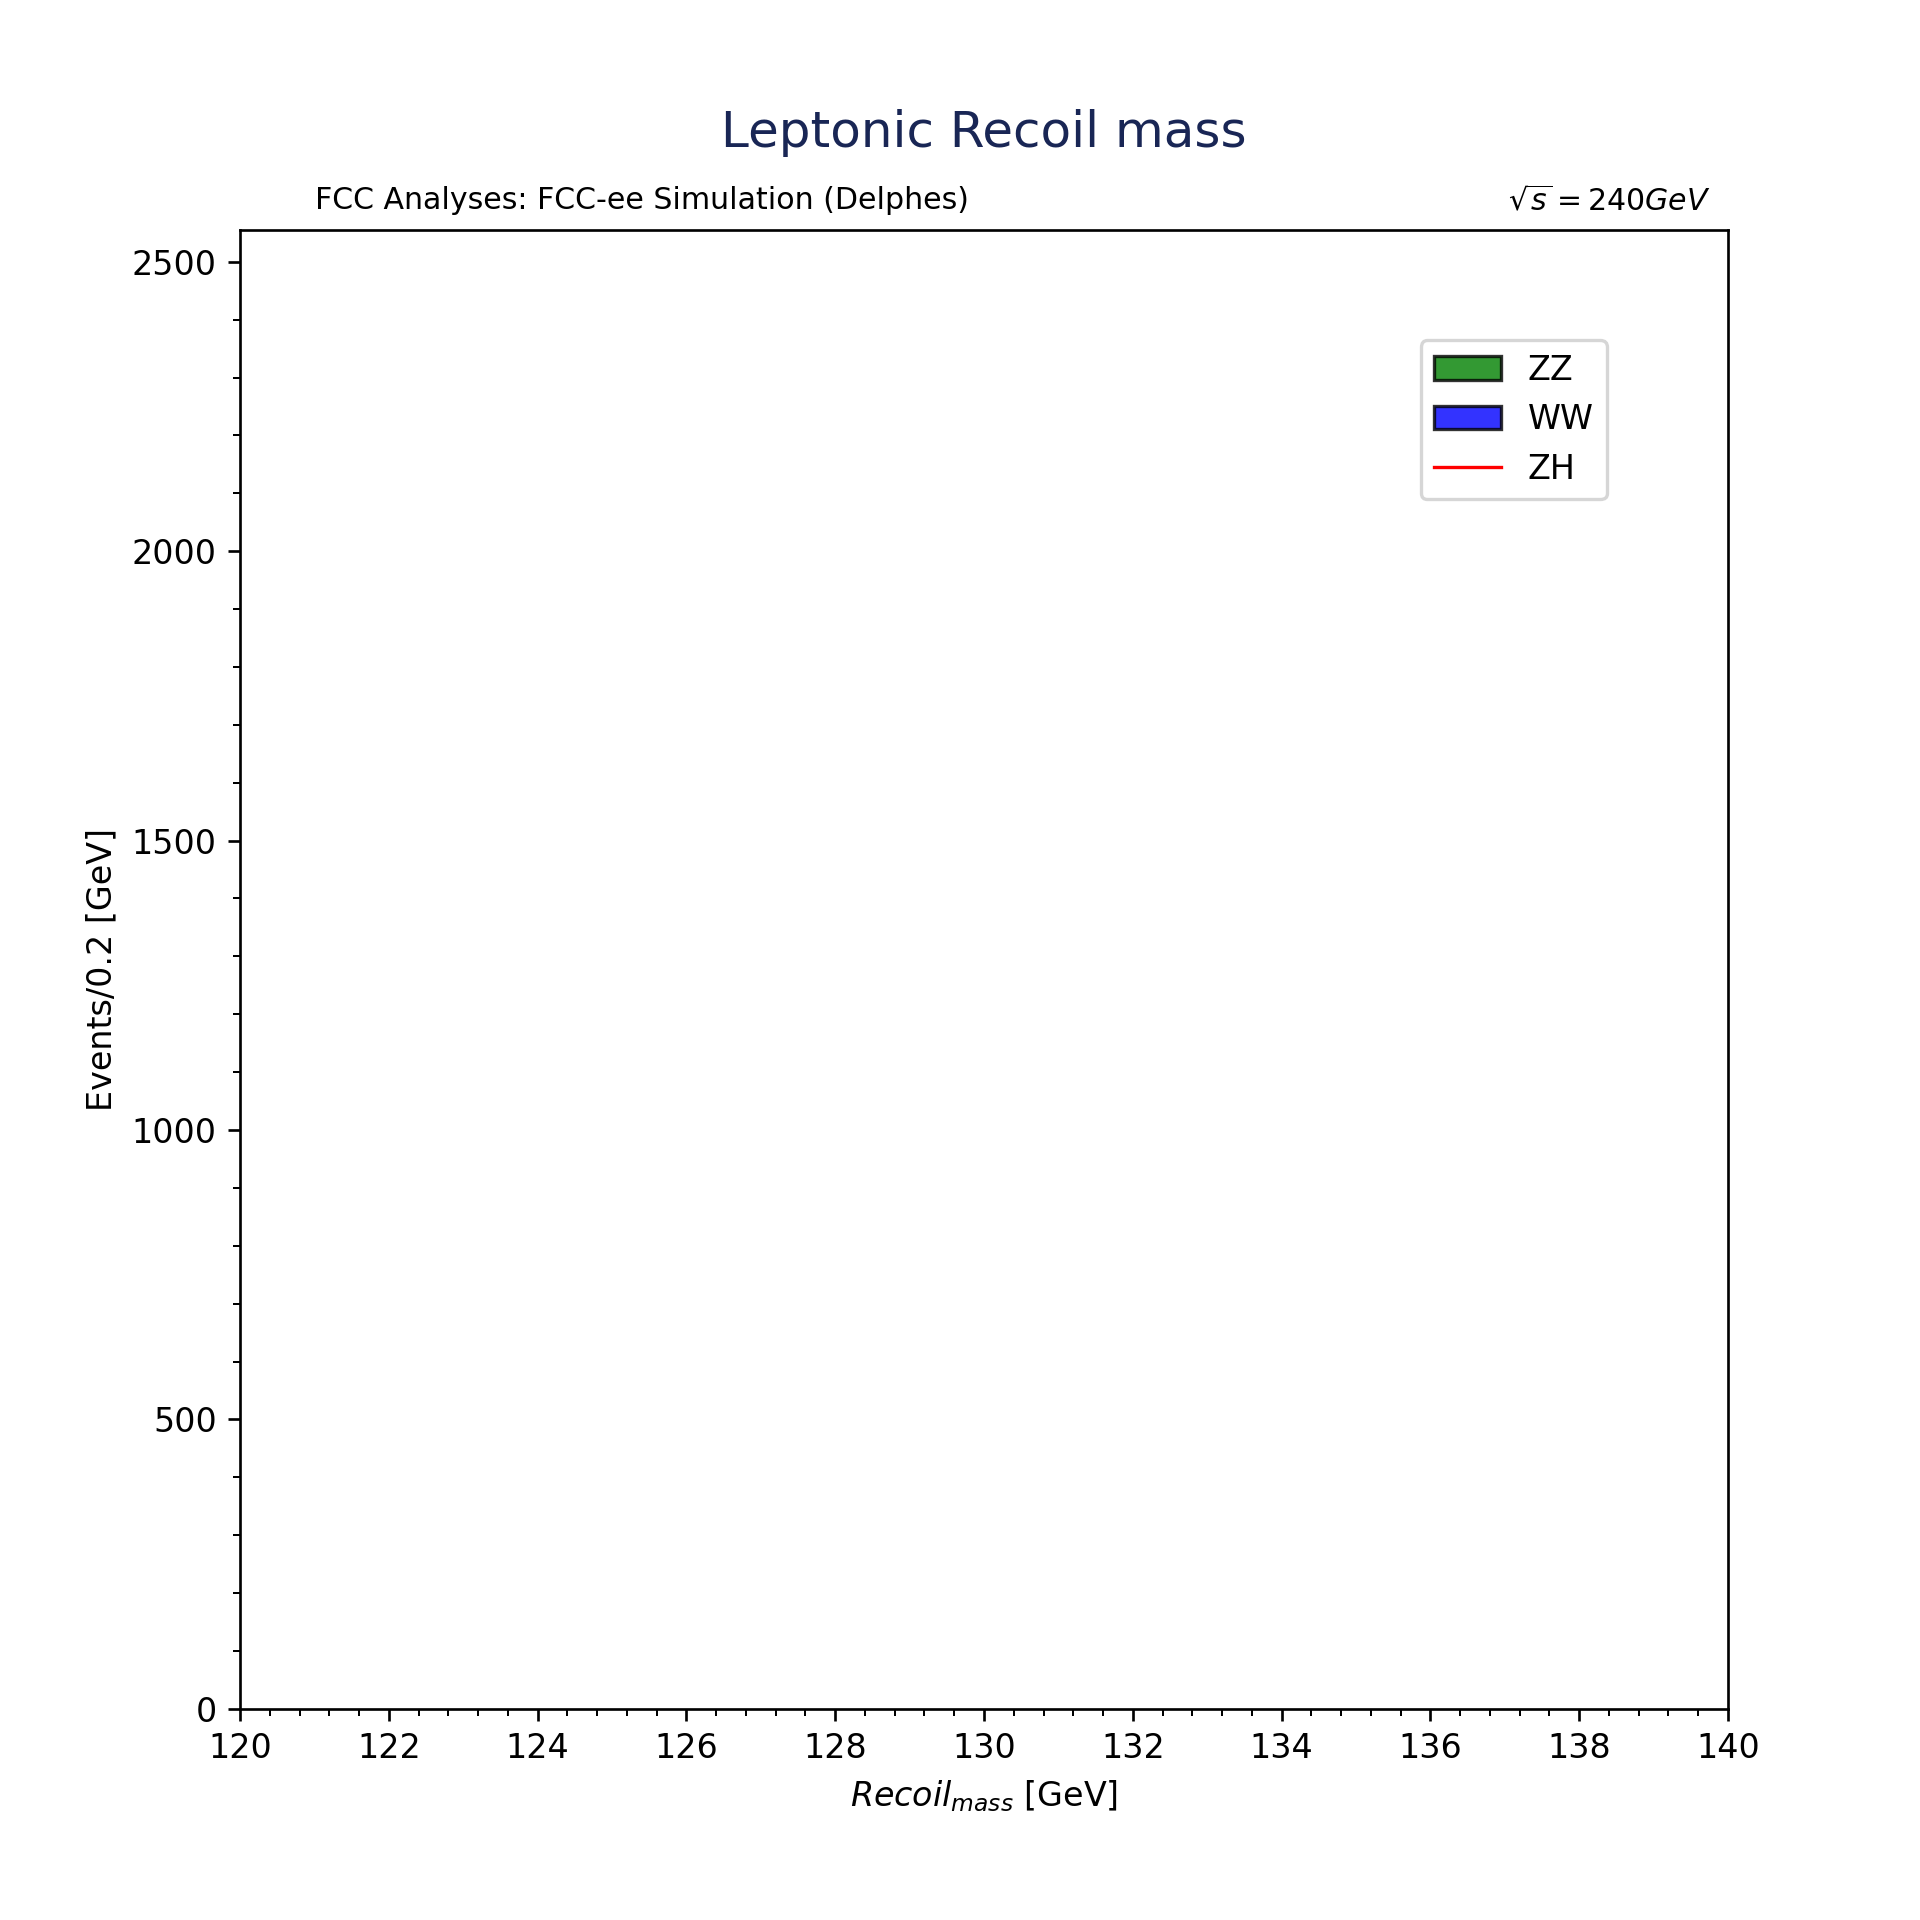 Leptonic Recoil mass
FCC Analyses: FCC-ee Simulation (Delphes)
√s = 240GeV
ZZ
WW
ZH
Events/0.2 [GeV]
2500
2000
1500
1000
500
0
120 122 124 126 128 130 132 134 136 138 140
Recoil_mass [GeV]